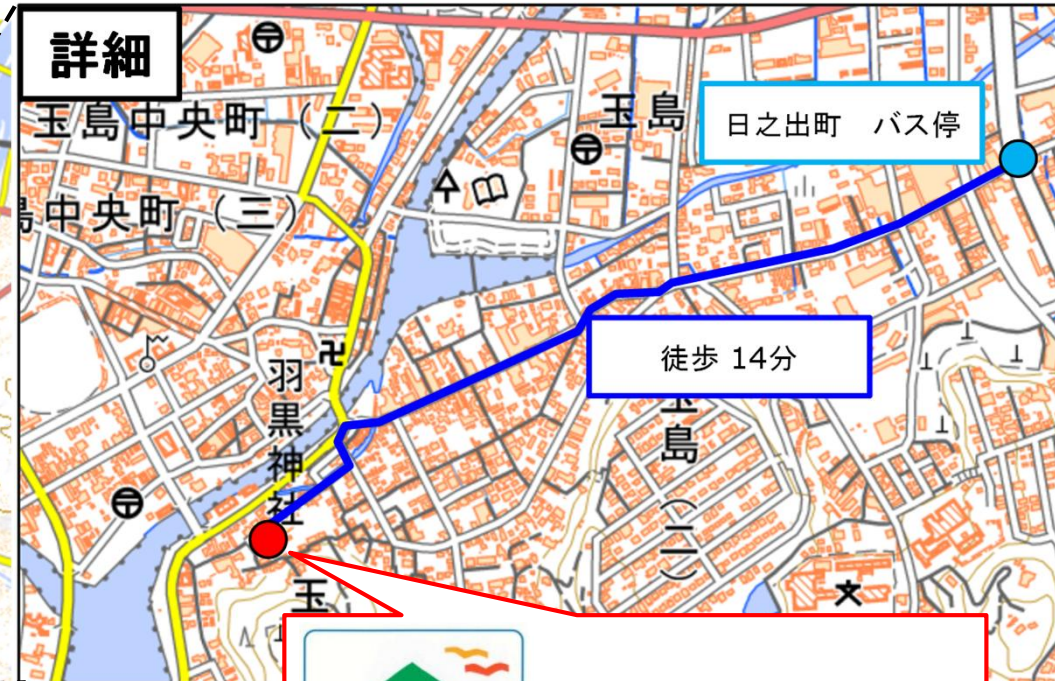 詳細
玉島中央町（二）
島中央町（三）
玉島
日之出町　バス停
徒歩 14分
羽黒神社
玉島（二）
玉